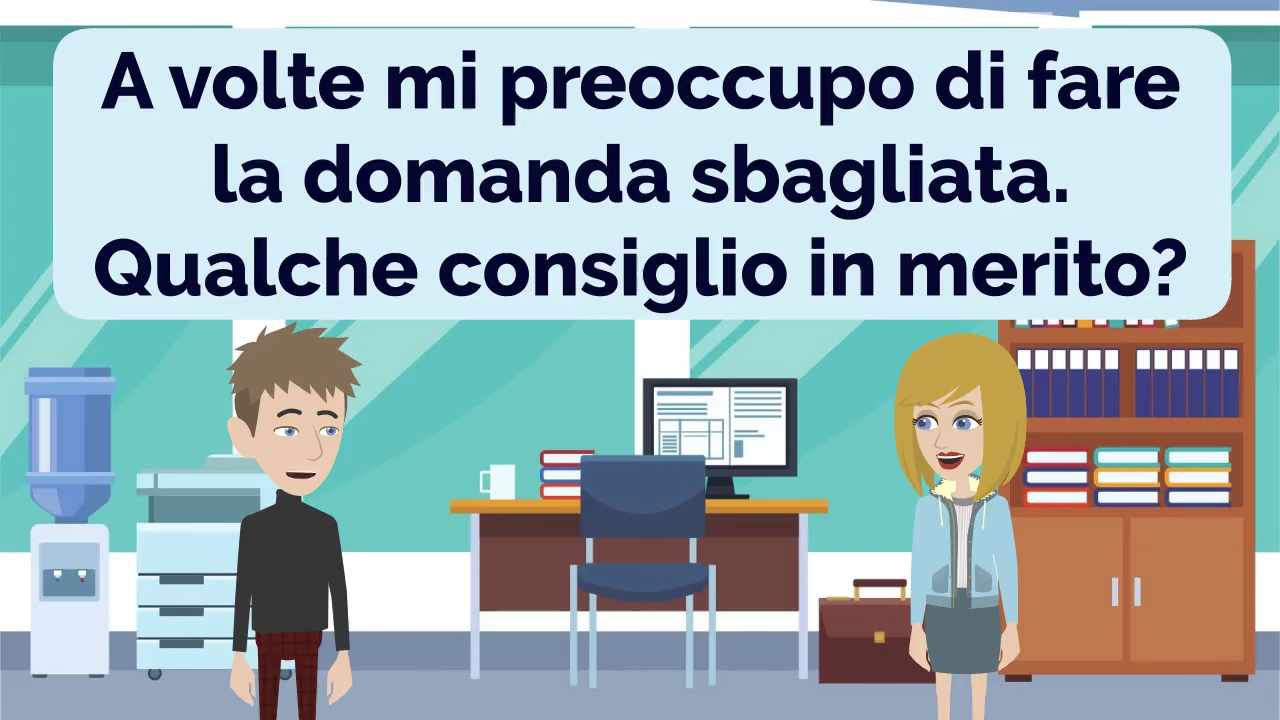 A volte mi preoccupo di fare
la domanda sbagliata.
Qualche consiglio in merito?